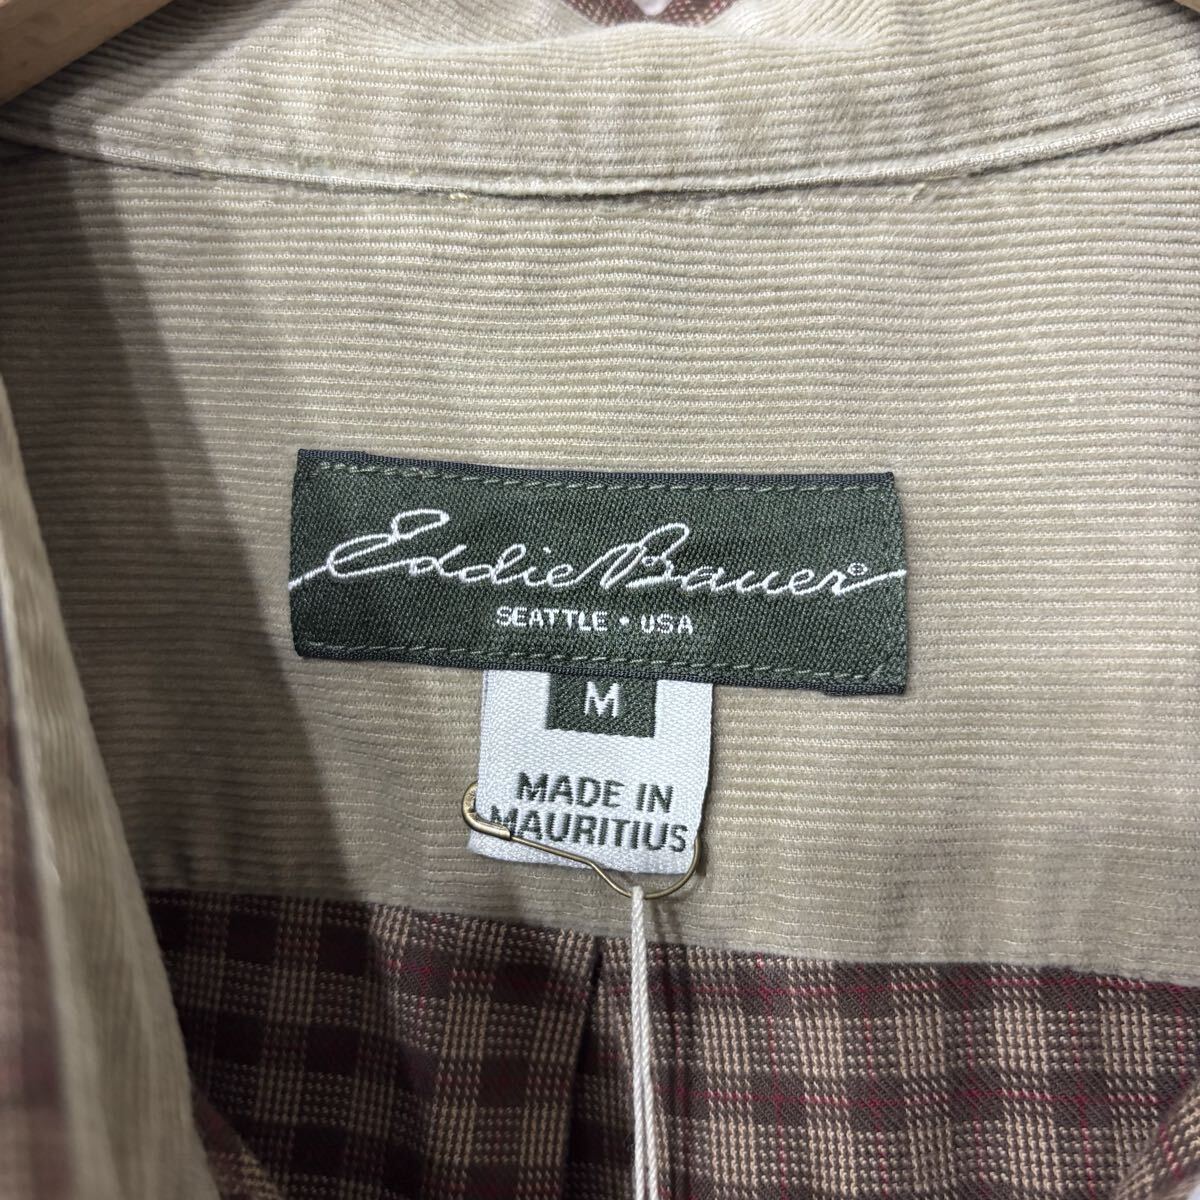 Eddie Bauer®
SEATTLE • USA
M
MADE IN
MAURITIUS